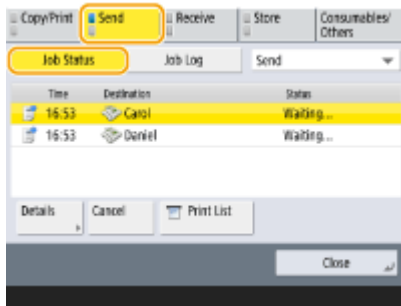 Copy/Print Send Receive Store Consumables/
Others
Job Status Job Log Send
Time Destination Status
16:53 Carol Waiting...
16:53 Daniel Waiting...
Details Cancel Print List
Close